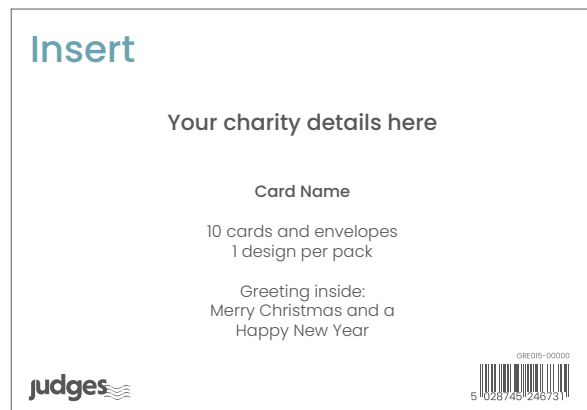 Insert
Your charity details here
Card Name
10 cards and envelopes
1 design per pack
Greeting inside:
Merry Christmas and a
Happy New Year
GRE015-00000
judges
5 028745 246731